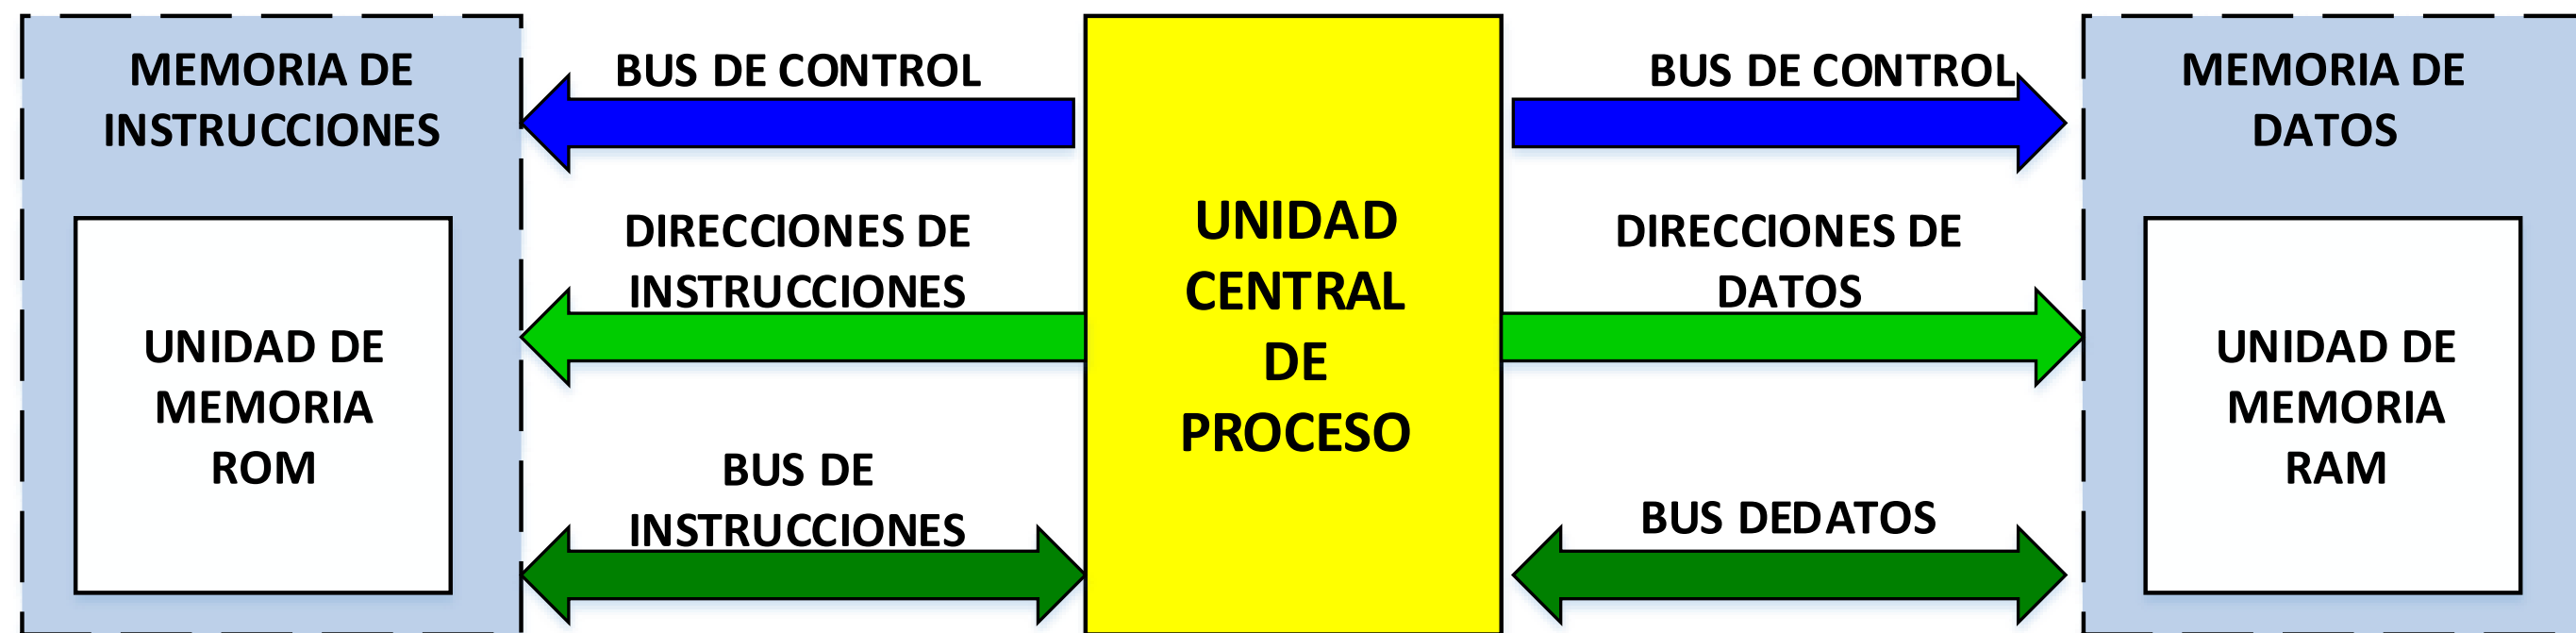 MEMORIA DE
INSTRUCCIONES
UNIDAD DE
MEMORIA
ROM
BUS DE CONTROL
DIRECCIONES DE
INSTRUCCIONES
BUS DE
INSTRUCCIONES
UNIDAD
CENTRAL
DE
PROCESO
BUS DE CONTROL
DIRECCIONES DE
DATOS
BUS DEDATOS
MEMORIA DE
DATOS
UNIDAD DE
MEMORIA
RAM